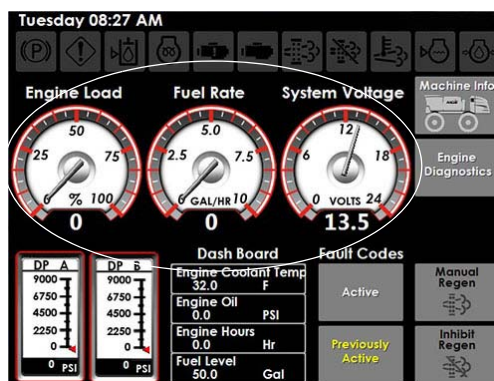 Tuesday 08:27 AM
(P)
Engine Load
Fuel Rate
System Voltage
Machine Info
50
25
75
0
%
100
0
5.0
2.5
7.5
0
GAL/HR
10
0
12
6
18
0
VOLTS
24
13.5
Engine
Diagnostics
Dash Board
Fault Codes
DP A
9000
6750
4500
2250
0
0 PSI
DP B
9000
6750
4500
2250
0
0 PSI
Engine Coolant Temp
32.0 F
Engine Oil
0.0 PSI
Engine Hours
0.0 Hr
Fuel Level
50.0 Gal
Active
Previously
Active
Manual
Regen
Inhibit
Regen